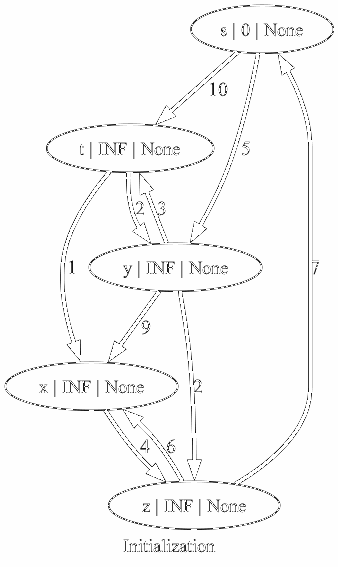 s | 0 | None
10
t | INF | None
5
2
3
1
y | INF | None
7
9
2
x | INF | None
4
6
z | INF | None
Initialization